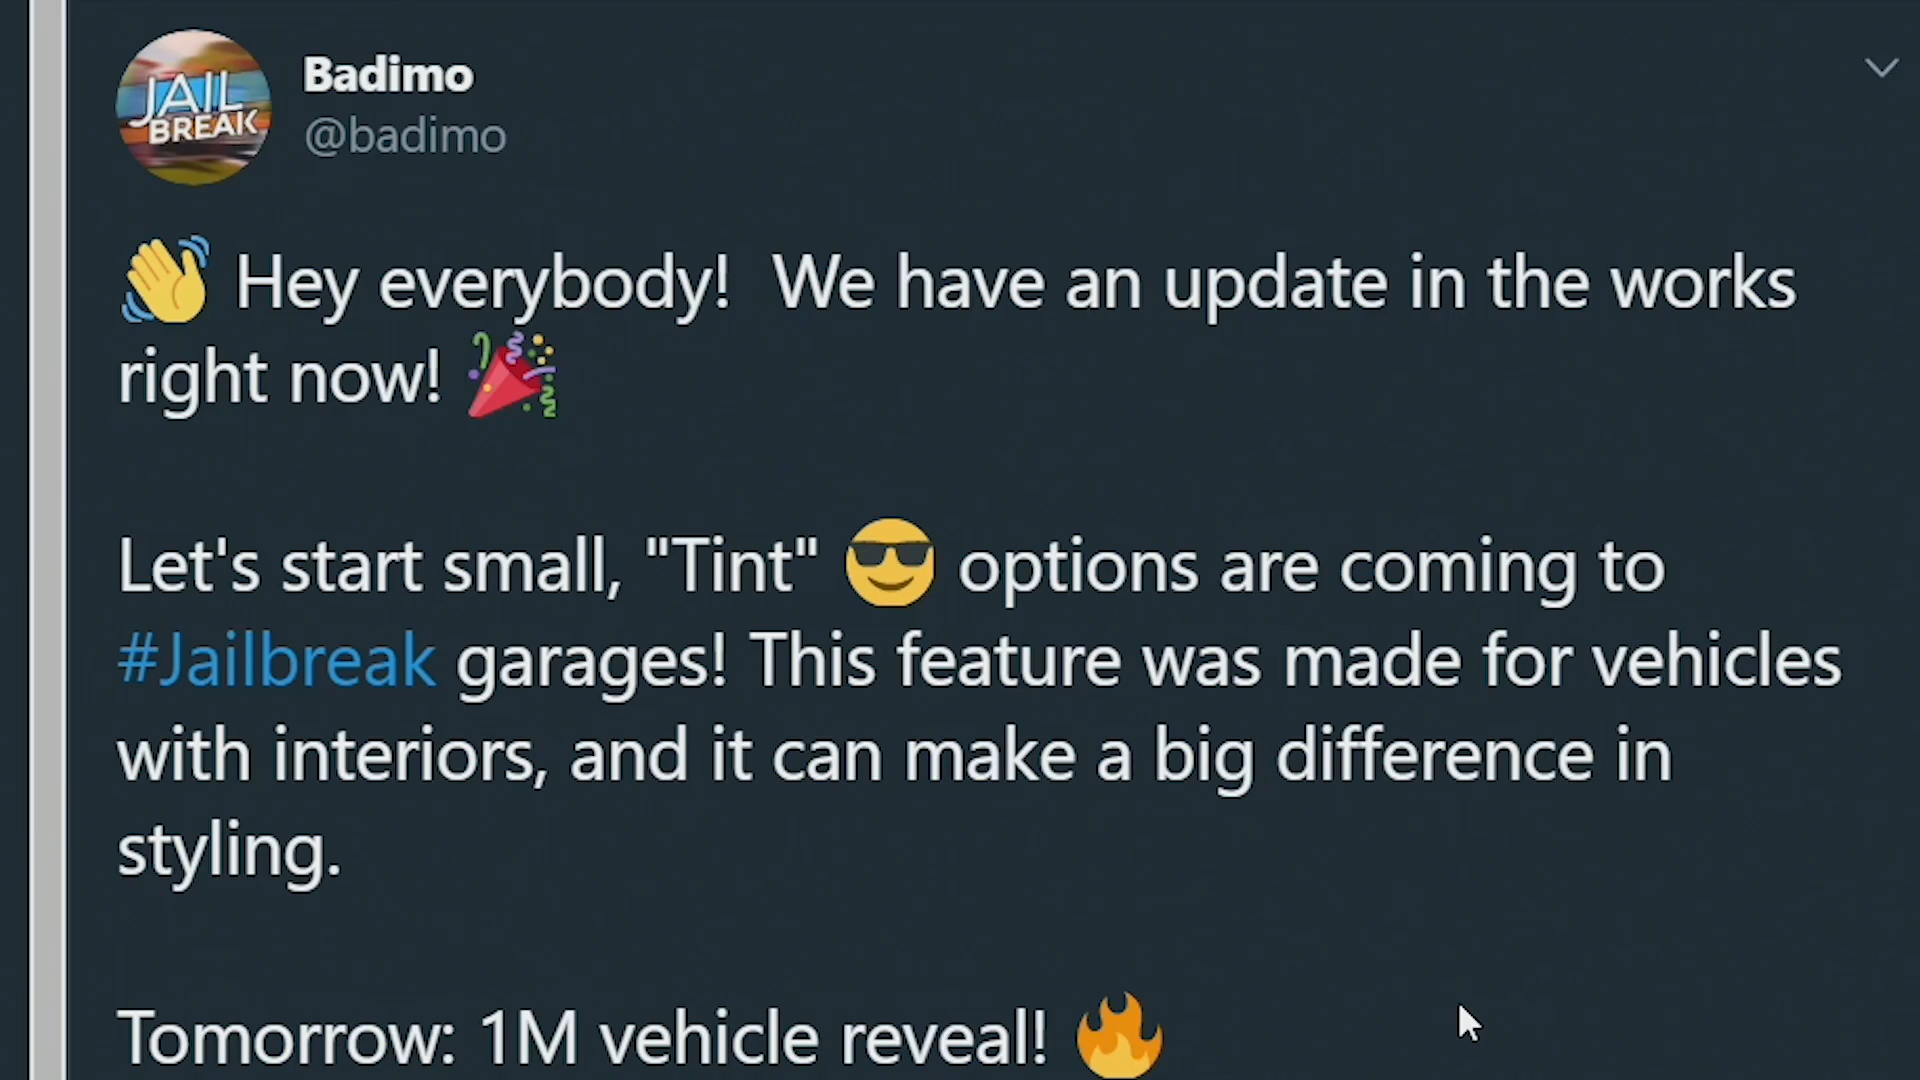 JAIL
BREAK
Badimo
@badimo
👋 Hey everybody!  We have an update in the works
right now! 🎉
Let's start small, "Tint" 😎 options are coming to
#Jailbreak garages! This feature was made for vehicles
with interiors, and it can make a big difference in
styling.
Tomorrow: 1M vehicle reveal! 🔥